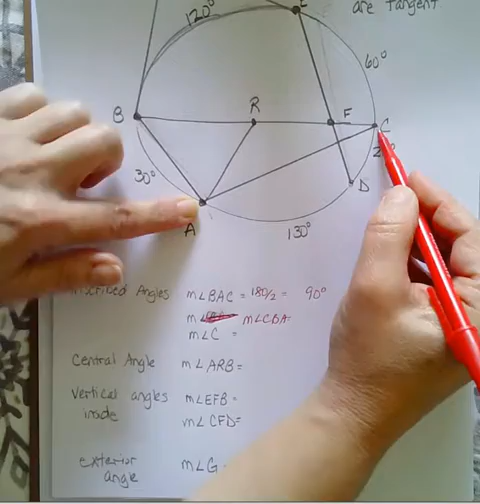 are tangent
120°
E
60°
B
R
F
C
30°
D
A
130°
Angles m∠BAC = 180/2 = 90°
m∠ m∠CBA=
m∠C =
Central Angle m∠ARB=
Vertical angles m∠EFB=
inside m∠CFD=
exterior m∠G
angle